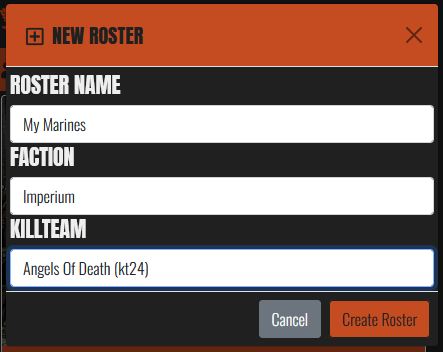 NEW ROSTER
ROSTER NAME
My Marines
FACTION
Imperium
KILLTEAM
Angels Of Death (kt24)
Cancel
Create Roster